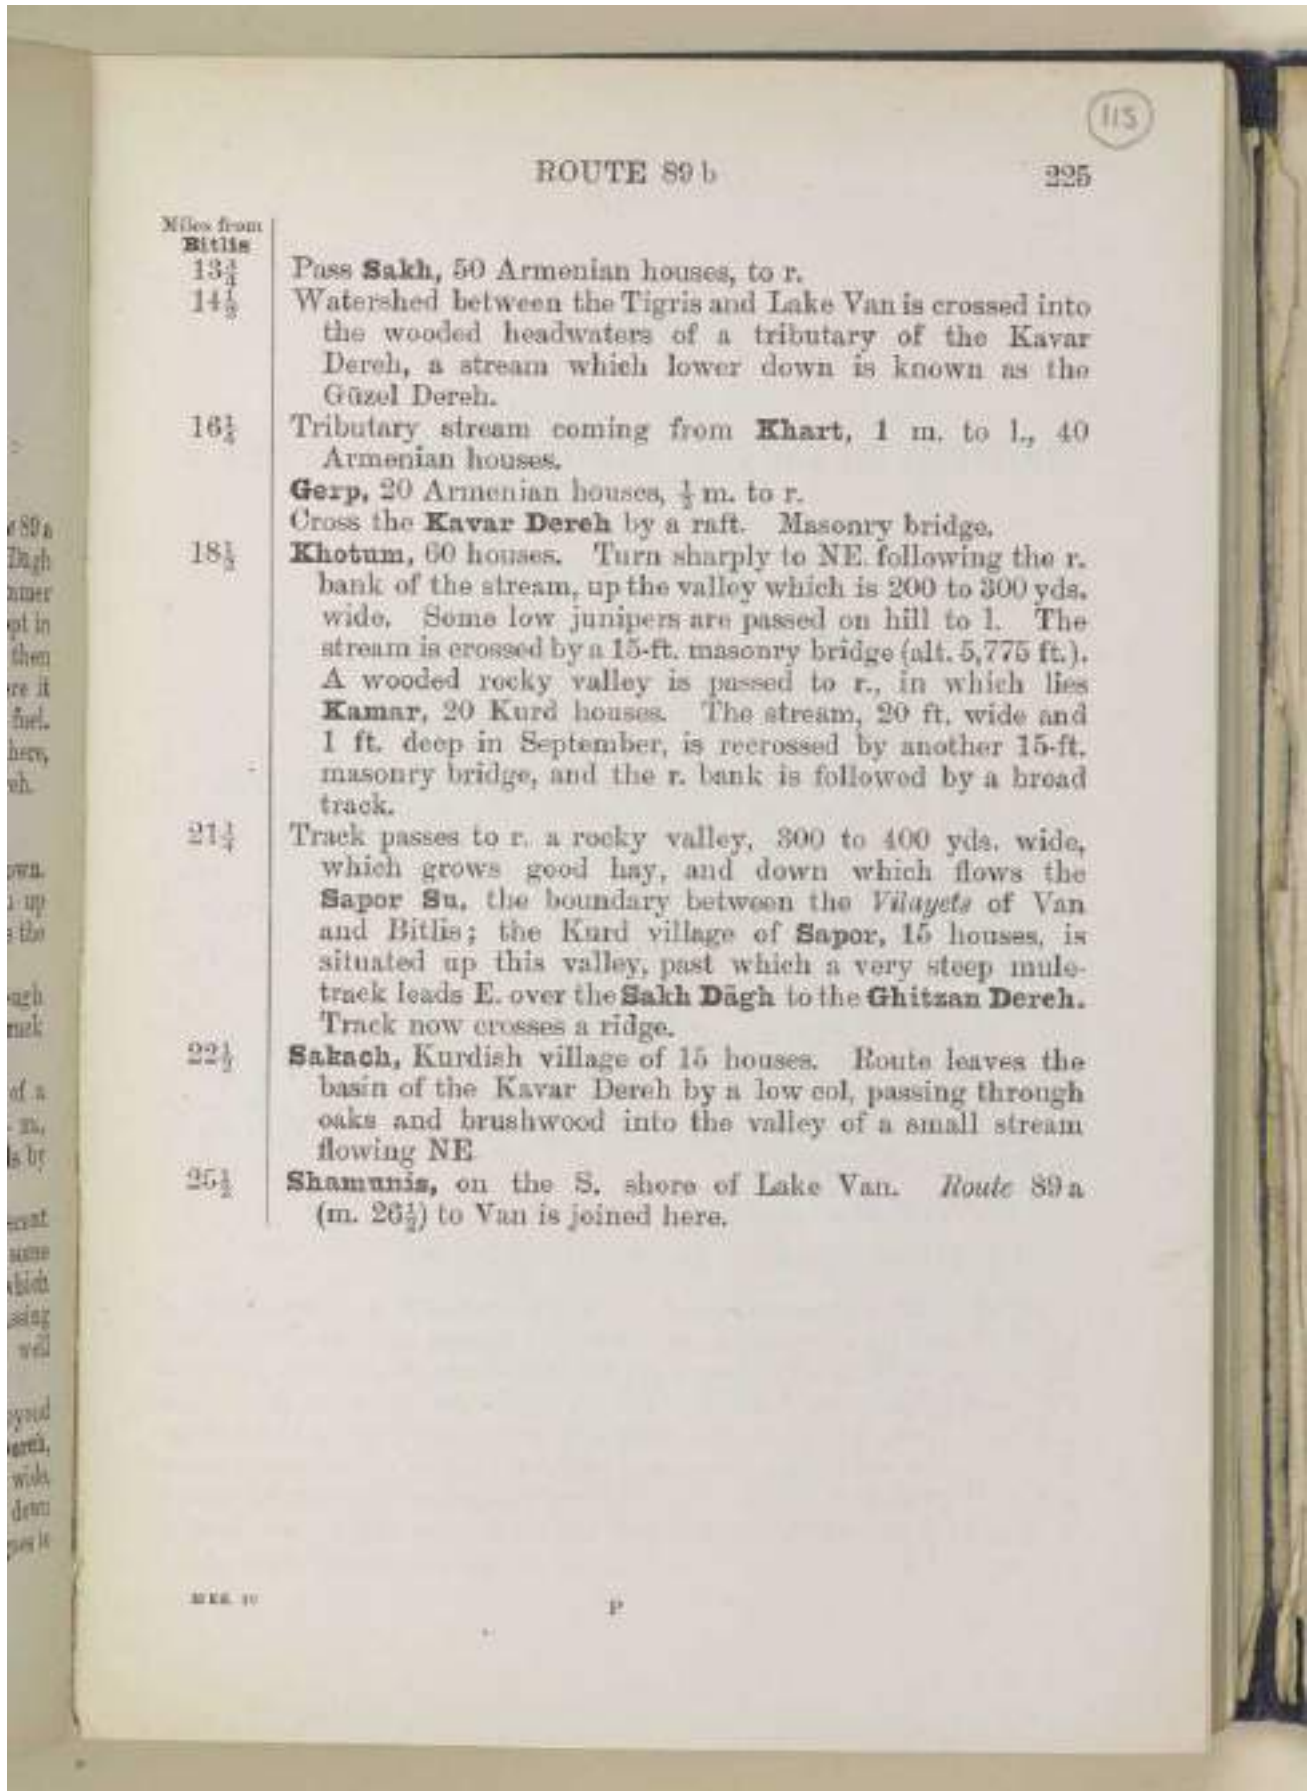 115
ROUTE 89 b
225
Miles from
Bitlis
13¾ Pass Sakh, 50 Armenian houses, to r.
14½ Watershed between the Tigris and Lake Van is crossed into
the wooded headwaters of a tributary of the Kavar
Dereh, a stream which lower down is known as the
Gūzel Dereh.
16¼ Tributary stream coming from Khart, 1 m. to l., 40
Armenian houses.
Gerp, 20 Armenian houses, ½ m. to r.
Cross the Kavar Dereh by a raft. Masonry bridge.
18½ Khotum, 60 houses. Turn sharply to NE. following the r.
bank of the stream, up the valley which is 200 to 300 yds.
wide. Some low junipers are passed on hill to l. The
stream is crossed by a 15-ft. masonry bridge (alt. 5,775 ft.).
A wooded rocky valley is passed to r., in which lies
Kamar, 20 Kurd houses. The stream, 20 ft. wide and
1 ft. deep in September, is recrossed by another 15-ft.
masonry bridge, and the r. bank is followed by a broad
track.
21¼ Track passes to r. a rocky valley, 300 to 400 yds. wide,
which grows good hay, and down which flows the
Sapor Su, the boundary between the Vilayets of Van
and Bitlis; the Kurd village of Sapor, 15 houses, is
situated up this valley, past which a very steep mule-
track leads E. over the Sakh Dāgh to the Ghitzan Dereh.
Track now crosses a ridge.
22½ Sakach, Kurdish village of 15 houses. Route leaves the
basin of the Kavar Dereh by a low col, passing through
oaks and brushwood into the valley of a small stream
flowing NE
25½ Shamunis, on the S. shore of Lake Van. Route 89 a
(m. 26½) to Van is joined here.
P